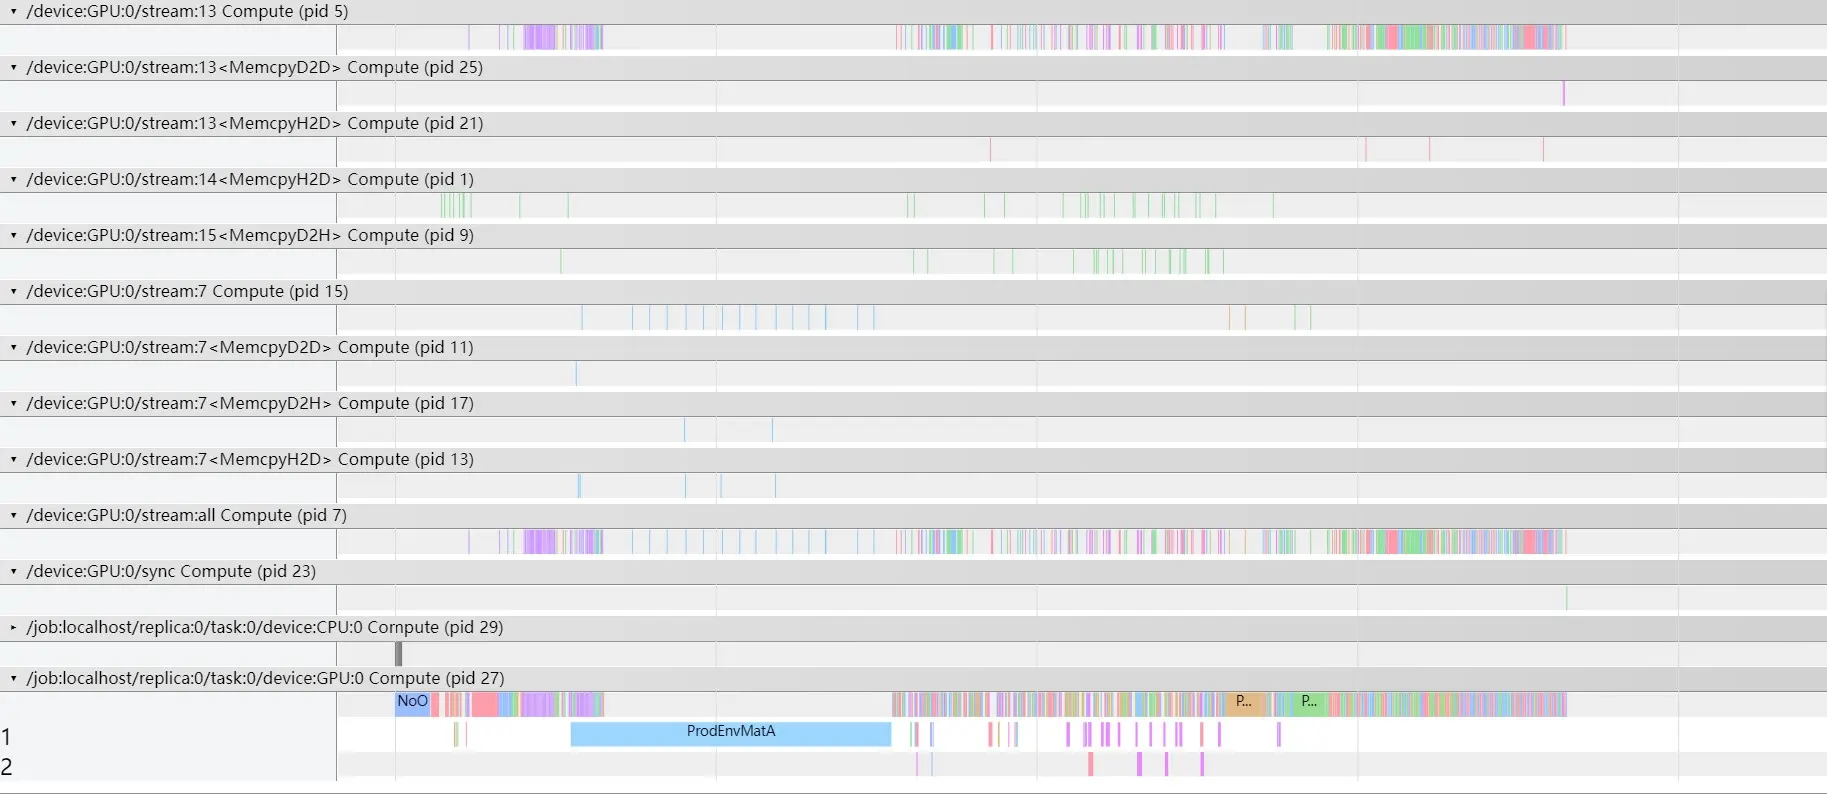 /device:GPU:0/stream:13 Compute (pid 5)
/device:GPU:0/stream:13<MemcpyD2D> Compute (pid 25)
/device:GPU:0/stream:13<MemcpyH2D> Compute (pid 21)
/device:GPU:0/stream:14<MemcpyH2D> Compute (pid 1)
/device:GPU:0/stream:15<MemcpyD2H> Compute (pid 9)
/device:GPU:0/stream:7 Compute (pid 15)
/device:GPU:0/stream:7<MemcpyD2D> Compute (pid 11)
/device:GPU:0/stream:7<MemcpyD2H> Compute (pid 17)
/device:GPU:0/stream:7<MemcpyH2D> Compute (pid 13)
/device:GPU:0/stream:all Compute (pid 7)
/device:GPU:0/sync Compute (pid 23)
/job:localhost/replica:0/task:0/device:CPU:0 Compute (pid 29)
/job:localhost/replica:0/task:0/device:GPU:0 Compute (pid 27)
NoO P... P...
1 ProdEnvMatA
2